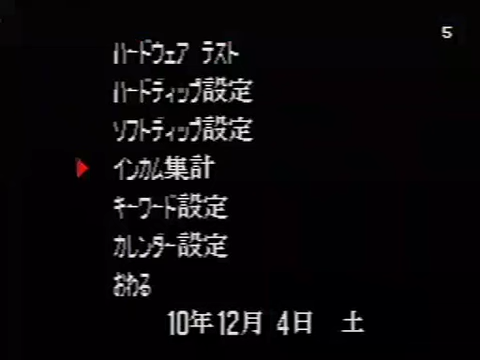 5
ハードウェア テスト
ハードディップ設定
ソフトディップ設定
インカム集計
キーワード設定
カレンダー設定
おわる
10年12月 4日 土